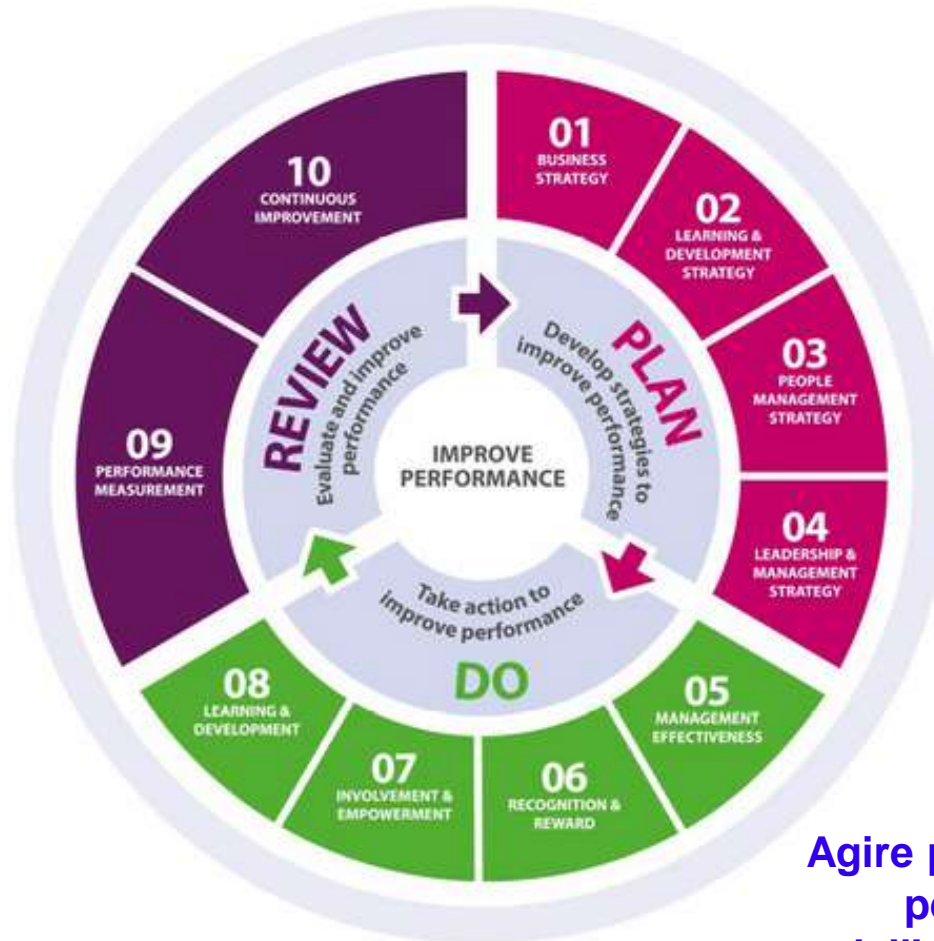 01
BUSINESS
STRATEGY
02
LEARNING &
DEVELOPMENT
STRATEGY
03
PEOPLE
MANAGEMENT
STRATEGY
04
LEADERSHIP &
MANAGEMENT
STRATEGY
05
MANAGEMENT
EFFECTIVENESS
06
RECOGNITION &
REWARD
07
INVOLVEMENT &
EMPOWERMENT
08
LEARNING &
DEVELOPMENT
09
PERFORMANCE
MEASUREMENT
10
CONTINUOUS
IMPROVEMENT
PLAN
Develop strategies to
improve performance
DO
Take action to
improve performance
REVIEW
Evaluate and improve
performance
IMPROVE
PERFORMANCE
Agire